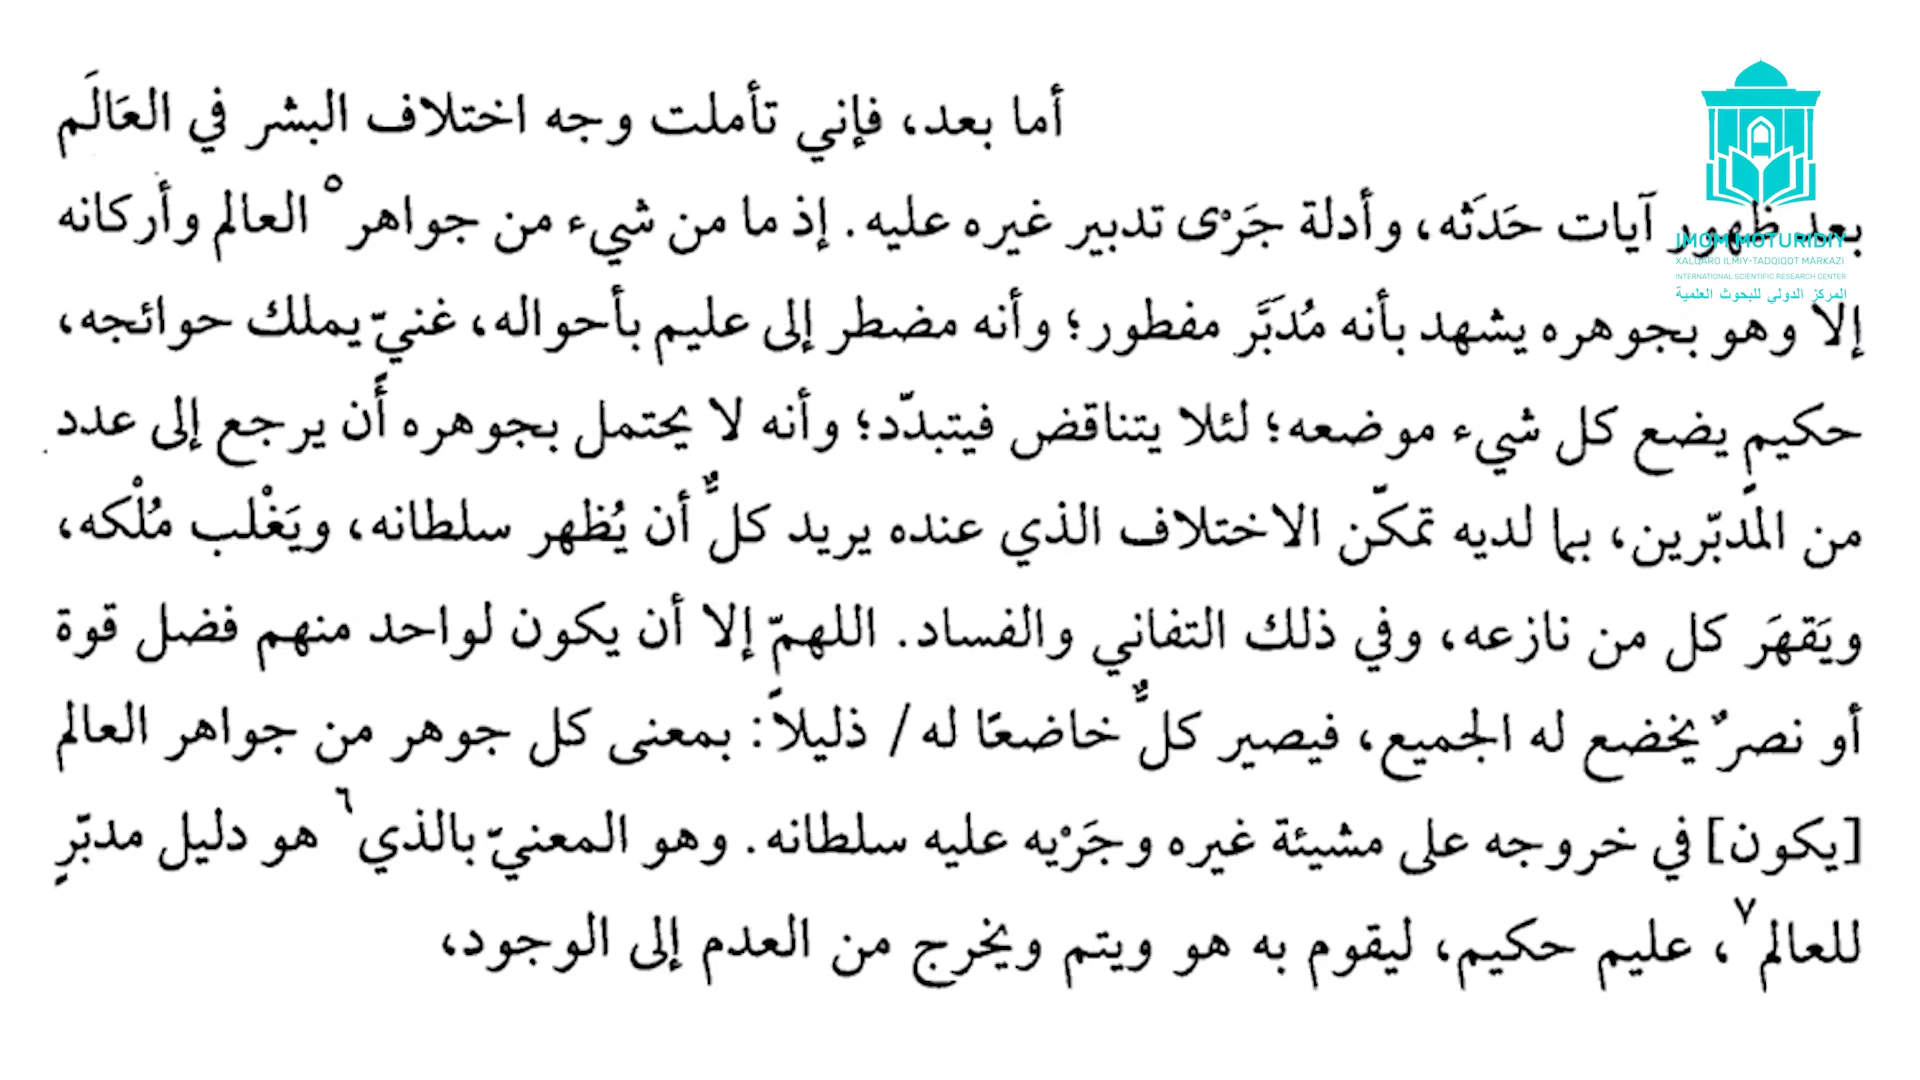 أما بعد، فإني تأملت وجه اختلاف البشر في العَالَم
بعد ظهور آيات حَدَثه، وأدلة جَرْى تدبير غيره عليه. إذ ما من شيء من جواهر٥ العالم وأركانه
IMOM MOTURIDIY
XALQARO ILMIY-TADQIQOT MARKAZI
INTERNATIONAL SCIENTIFIC RESEARCH CENTER
المركز الدولي للبحوث العلمية
إلا وهو بجوهره يشهد بأنه مُدَبَّر مفطور؛ وأنه مضطر إلى عليم بأحواله، غنيّ يملك حوائجه،
حكيمٍ يضع كل شيء موضعه؛ لئلا يتناقض فيتبدّد؛ وأنه لا يحتمل بجوهره أن يرجع إلى عدد
من المدبّرين، بما لديه تمكّن الاختلاف الذي عنده يريد كلٌّ أن يُظهر سلطانه، ويَغْلب مُلْكه،
ويَقهَر كل من نازعه، وفي ذلك التفاني والفساد. اللهمّ إلا أن يكون لواحد منهم فضل قوة
أو نصرٌ يخضع له الجميع، فيصير كلٌّ خاضعًا له / ذليلاً: بمعنى كل جوهر من جواهر العالم
[يكون] في خروجه على مشيئة غيره وجَرْيه عليه سلطانه. وهو المعنيّ بالذي٦ هو دليل مدبّرٍ
للعالم٧، عليم حكيم، ليقوم به هو ويتم ويخرج من العدم إلى الوجود،